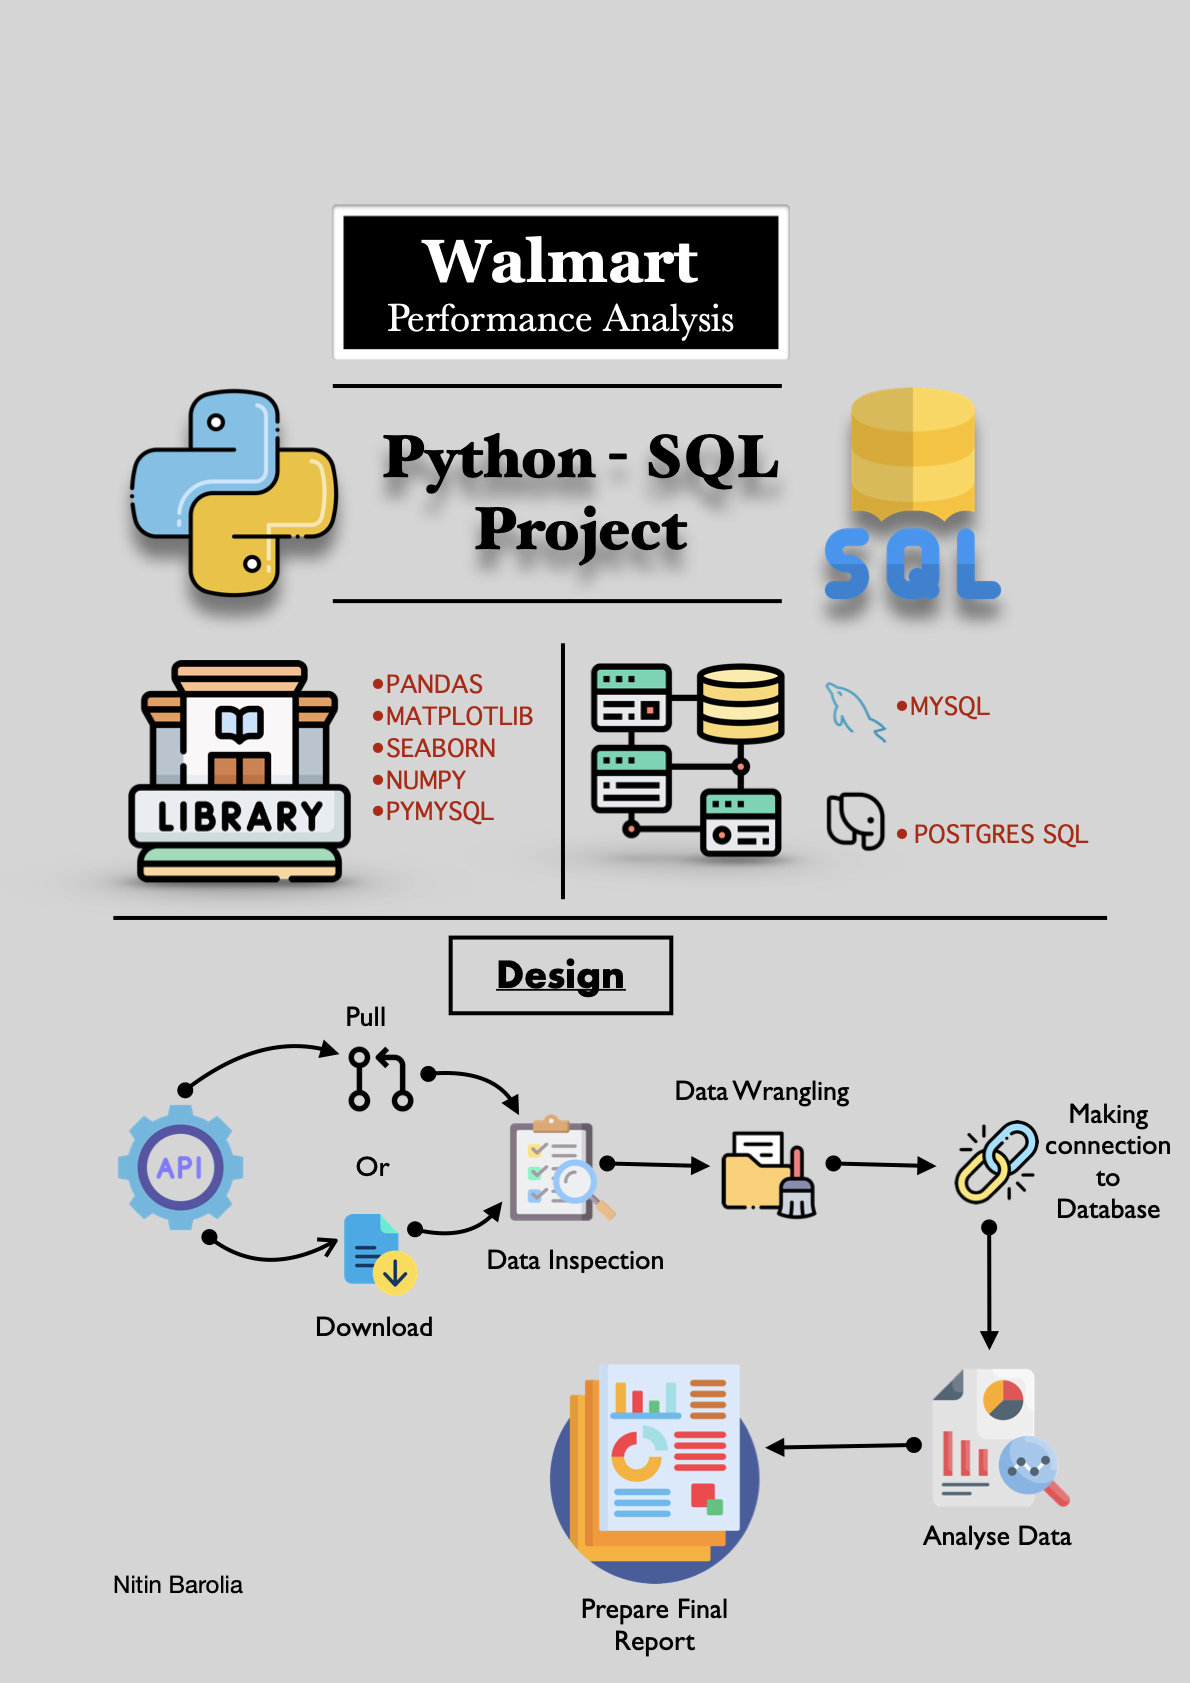 Walmart
Performance Analysis
Python - SQL
Project
SQL
LIBRARY
•PANDAS
•MATPLOTLIB
•SEABORN
•NUMPY
•PYMYSQL
•MYSQL
• POSTGRES SQL
Design
Pull
API
Or
Download
Data Inspection
Data Wrangling
Making
connection
to
Database
Analyse Data
Prepare Final
Report
Nitin Barolia